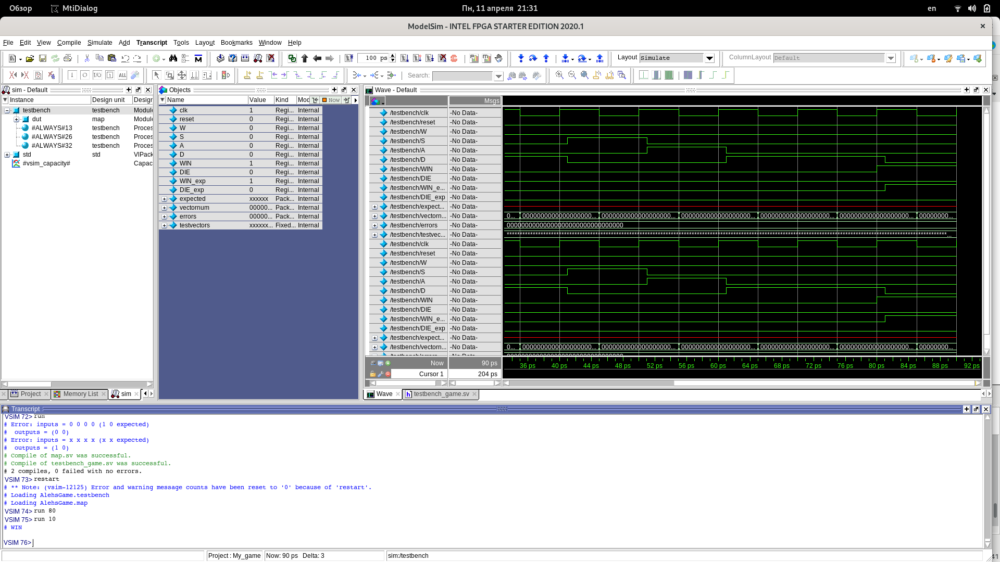 Обзор MtiDialog Пн, 11 апреля 21:31 en
ModelSim - INTEL FPGA STARTER EDITION 2020.1
File Edit View Compile Simulate Add Transcript Tools Layout Bookmarks Window Help
100 ps Layout Simulate ColumnLayout Default
Search:
sim - Default
Instance Design unit Design
testbench testbench Module
dut map Module
#ALWAYS#13 testbench Proces
#ALWAYS#26 testbench Proces
#ALWAYS#32 testbench Proces
std std VlPack
#vsim_capacity# Capac
Project Memory List sim
Objects
Name Value Kind Mod Now
clk 1 Regi... Internal
reset 0 Regi... Internal
W 0 Regi... Internal
S 0 Regi... Internal
A 0 Regi... Internal
D 0 Regi... Internal
WIN 1 Regi... Internal
DIE 0 Regi... Internal
WIN_exp 1 Regi... Internal
DIE_exp 0 Regi... Internal
expected xxxxxx Pack... Internal
vectornum 00000... Pack... Internal
errors 00000... Pack... Internal
testvectors xxxxxx... Fixed... Internal
Wave - Default
Msgs
/testbench/clk -No Data-
/testbench/reset -No Data-
/testbench/W -No Data-
/testbench/S -No Data-
/testbench/A -No Data-
/testbench/D -No Data-
/testbench/WIN -No Data-
/testbench/DIE -No Data-
/testbench/WIN_e... -No Data-
/testbench/DIE_exp -No Data-
/testbench/expect... -No Data-
/testbench/vectorn... -No Data- 0... 0000000000000000000... 0000000000000000000... 0000000000000000000... 0000000000000000000... 0000000000000000000... 00000000...
/testbench/errors -No Data- 00000000000000000000000000000000
/testbench/testvec... -No Data-
/testbench/clk -No Data-
/testbench/reset -No Data-
/testbench/W -No Data-
/testbench/S -No Data-
/testbench/A -No Data-
/testbench/D -No Data-
/testbench/WIN -No Data-
/testbench/DIE -No Data-
/testbench/WIN_e... -No Data-
/testbench/DIE_exp -No Data-
/testbench/expect... -No Data-
/testbench/vectorn... -No Data- 0... 0000000000000000000... 0000000000000000000... 0000000000000000000... 0000000000000000000... 0000000000000000000... 00000000...
Now 90 ps 36 ps 40 ps 44 ps 48 ps 52 ps 56 ps 60 ps 64 ps 68 ps 72 ps 76 ps 80 ps 84 ps 88 ps 92 ps
Cursor 1 204 ps
Wave testbench_game.sv
Transcript
VSIM 72> run
# Error: inputs = 0 0 0 0 (1 0 expected)
# outputs = (0 0)
# Error: inputs = x x x x (x x expected)
# outputs = (1 0)
# Compile of map.sv was successful.
# Compile of testbench_game.sv was successful.
# 2 compiles, 0 failed with no errors.
VSIM 73> restart
# ** Note: (vsim-12125) Error and warning message counts have been reset to '0' because of 'restart'.
# Loading AlehsGame.testbench
# Loading AlehsGame.map
VSIM 74> run 80
VSIM 75> run 10
# WIN
VSIM 76>
Project : My_game Now: 90 ps Delta: 3 sim:/testbench